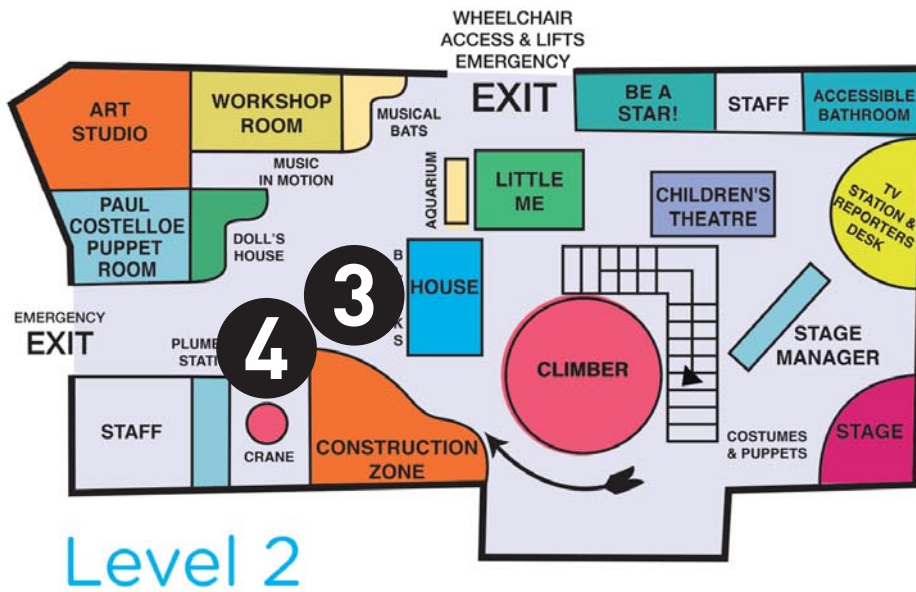 WHEELCHAIR
ACCESS & LIFTS
EMERGENCY
EXIT
ART
STUDIO
WORKSHOP
ROOM
MUSICAL
BATS
BE A
STAR!
STAFF
ACCESSIBLE
BATHROOM
MUSIC
IN MOTION
AQUARIUM
LITTLE
ME
CHILDREN'S
THEATRE
TV
STATION &
REPORTERS
DESK
PAUL
COSTELLOE
PUPPET
ROOM
DOLL'S
HOUSE
3
HOUSE
EMERGENCY
EXIT
4
CLIMBER
STAGE
MANAGER
STAFF
CRANE
CONSTRUCTION
ZONE
COSTUMES
& PUPPETS
STAGE
Level 2